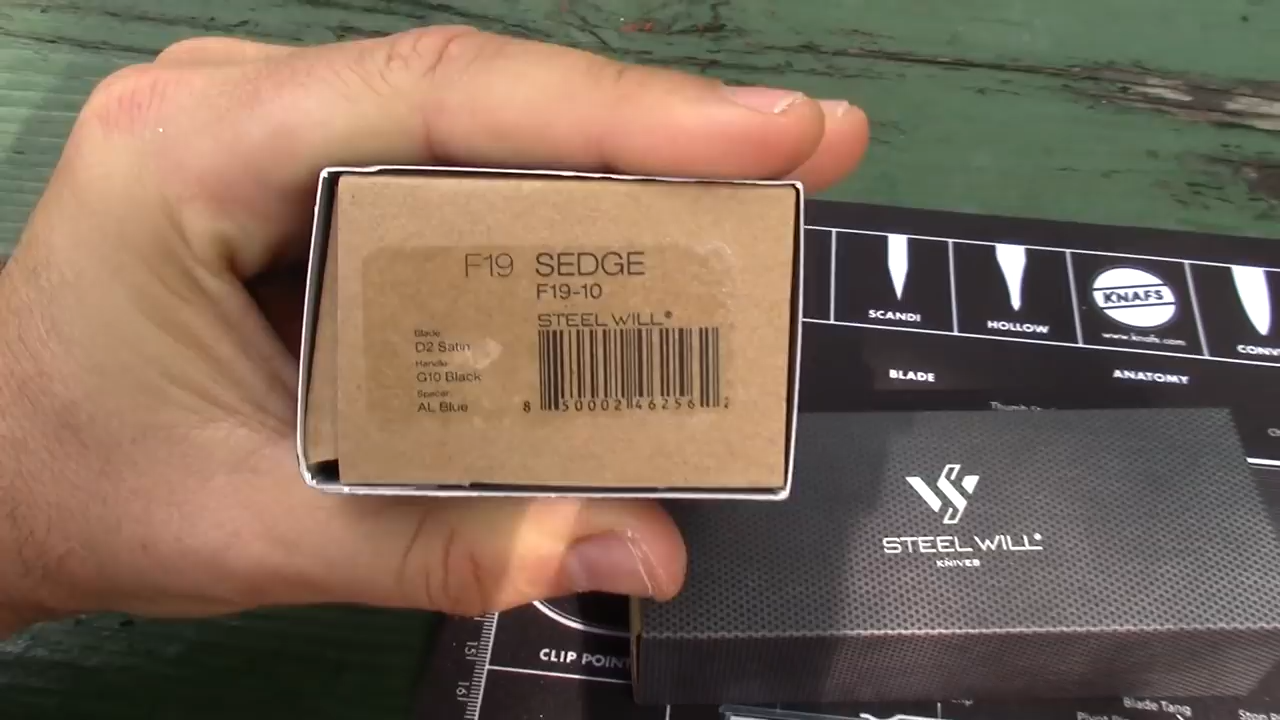 F19 SEDGE
F19-10
STEEL WILL®
Blade:
D2 Satin
Handle:
G10 Black
Spacer:
AL Blue
8 50002 46256 2
SCANDI
HOLLOW
KNAFS
www.knafs.com
BLADE
ANATOMY
STEEL WILL®
KNIVES
CLIP POINT
15
16
Blade Tang